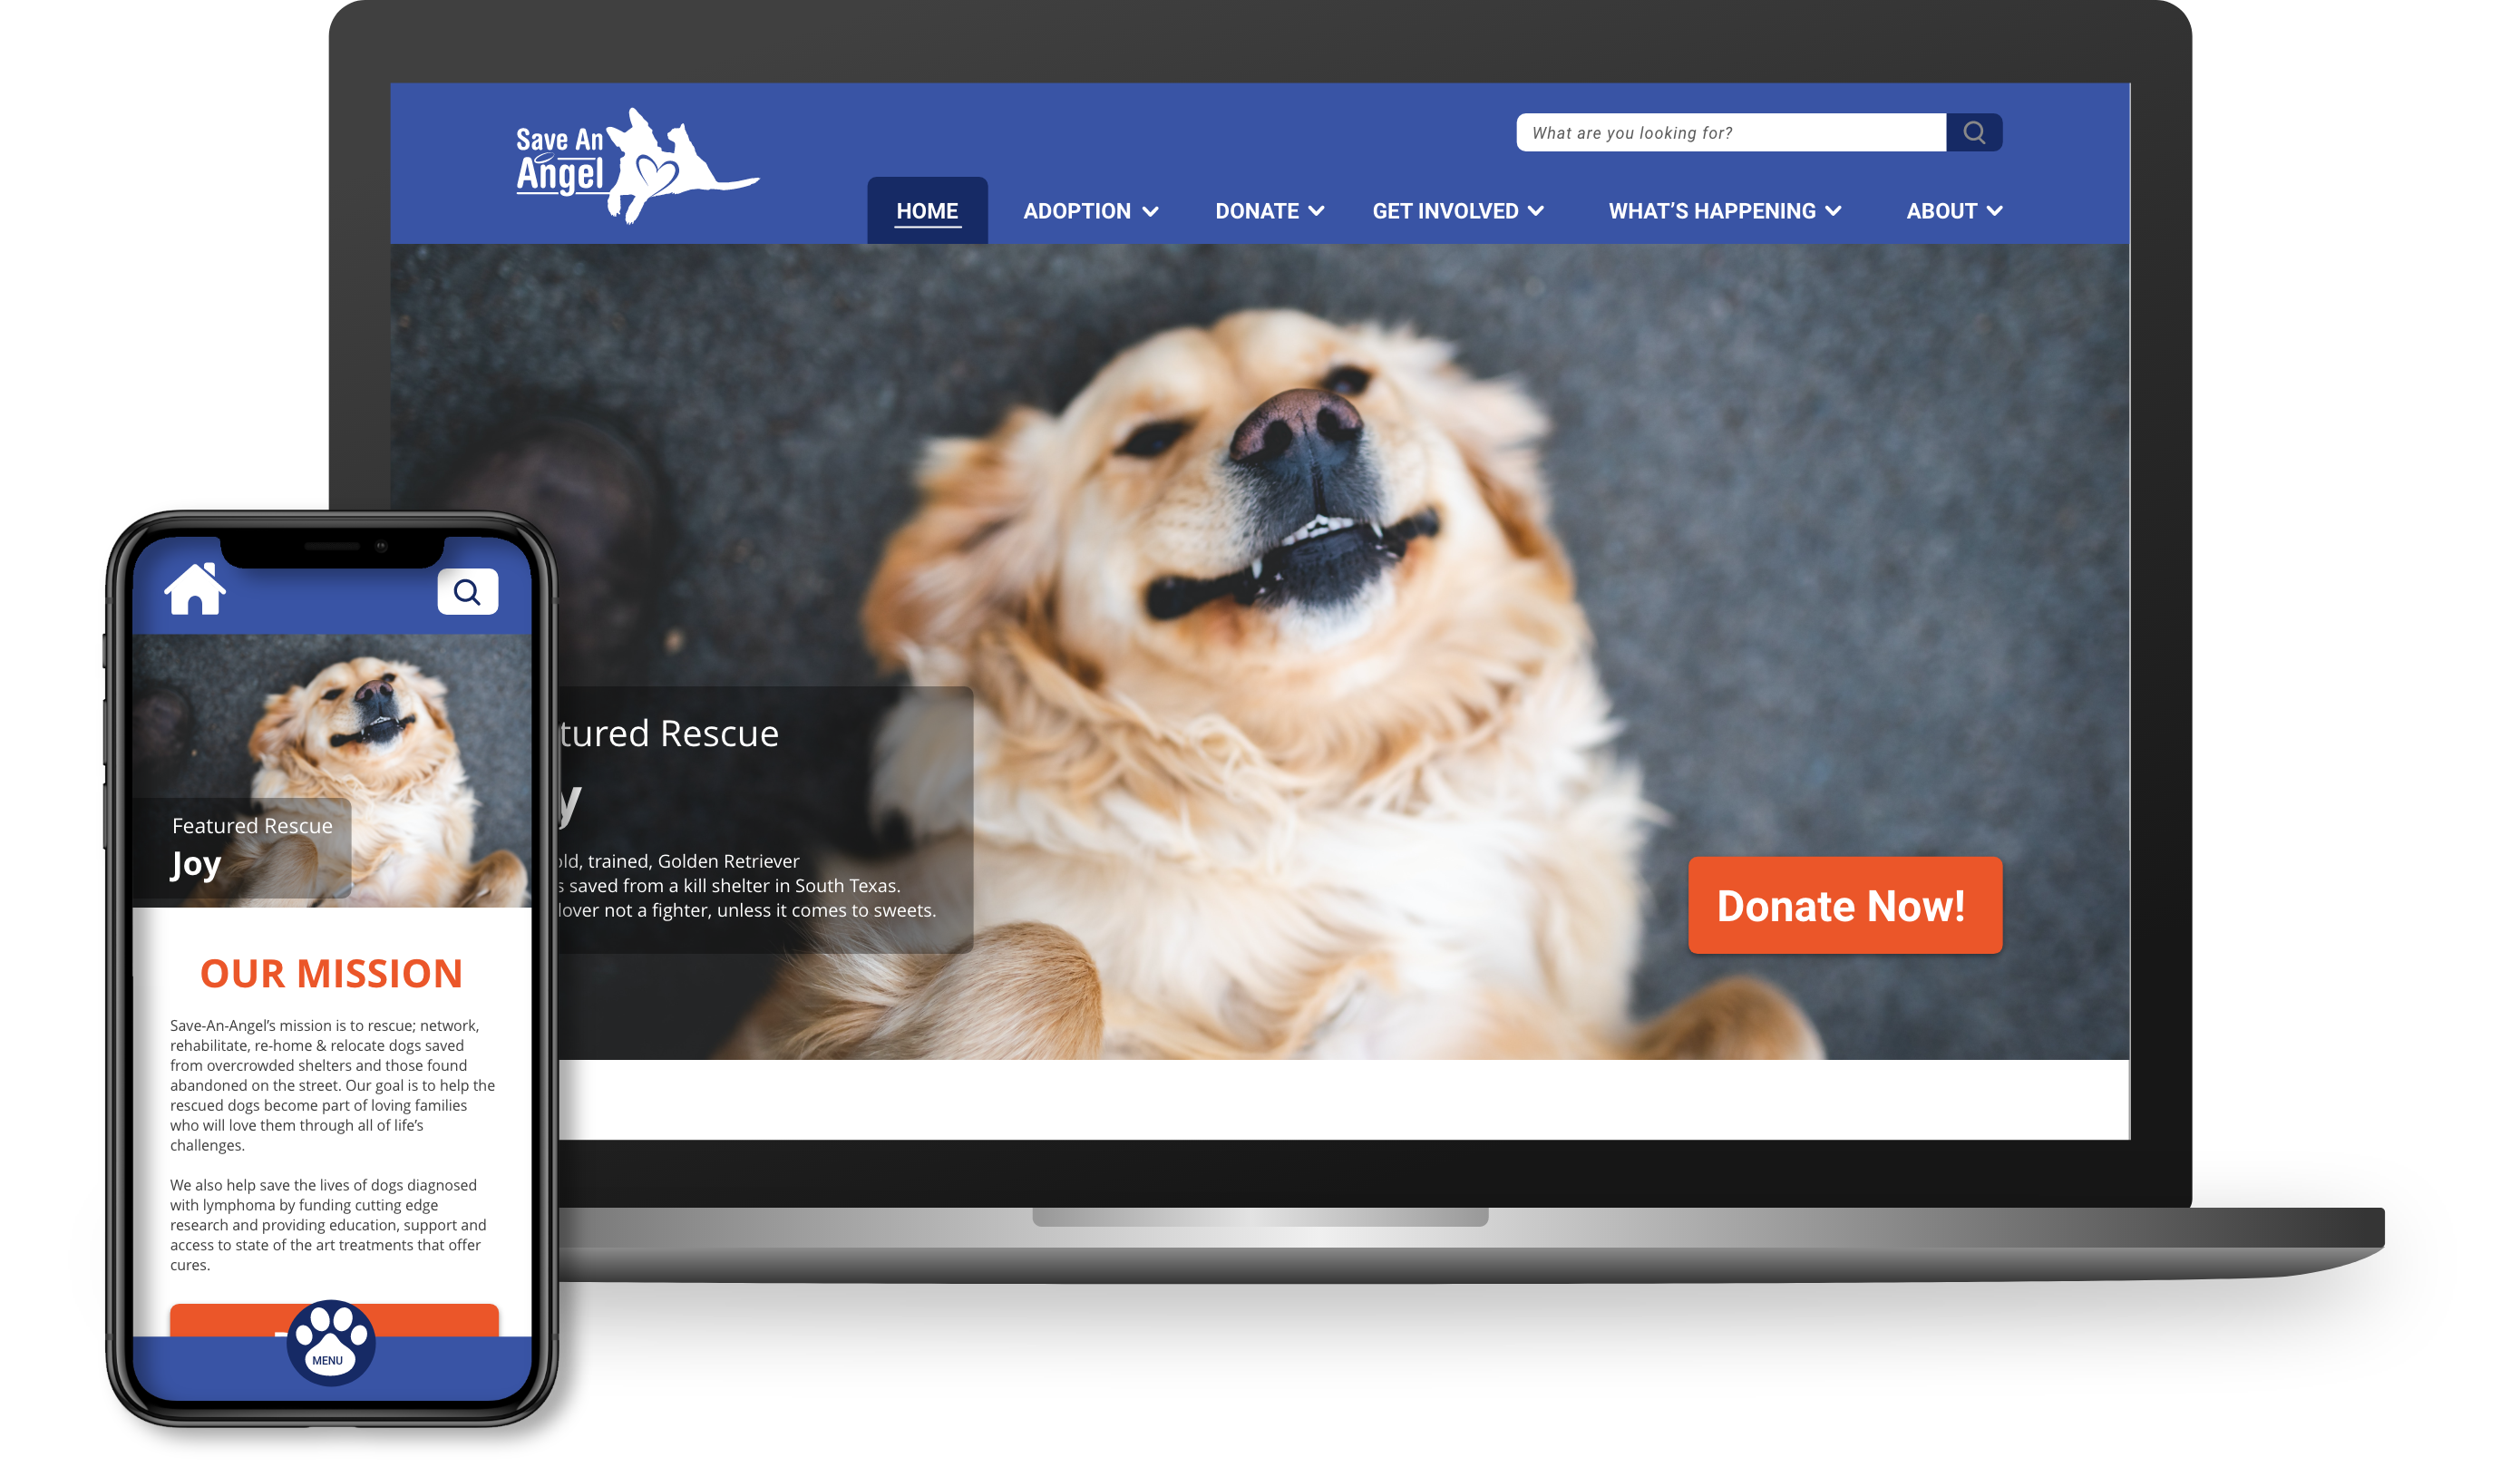 Save An
Angel
What are you looking for?
HOME
ADOPTION
DONATE
GET INVOLVED
WHAT'S HAPPENING
ABOUT
tured Rescue
y
old, trained, Golden Retriever
s saved from a kill shelter in South Texas.
lover not a fighter, unless it comes to sweets.
Donate Now!
Featured Rescue
Joy
OUR MISSION
Save-An-Angel's mission is to rescue; network,
rehabilitate, re-home & relocate dogs saved
from overcrowded shelters and those found
abandoned on the street. Our goal is to help the
rescued dogs become part of loving families
who will love them through all of life's
challenges.
We also help save the lives of dogs diagnosed
with lymphoma by funding cutting edge
research and providing education, support and
access to state of the art treatments that offer
cures.
MENU